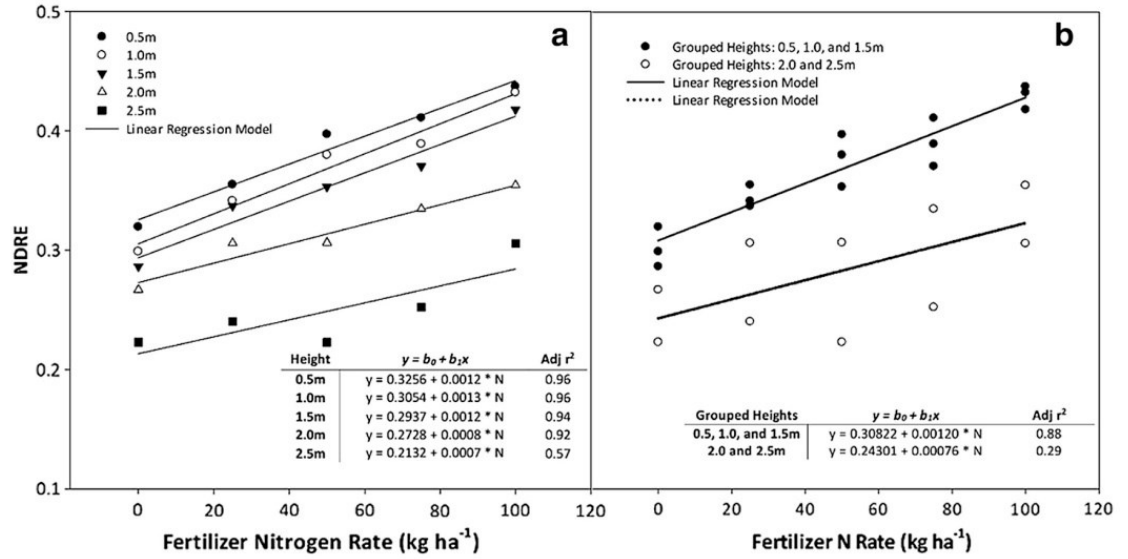 a
0.5m
1.0m
1.5m
2.0m
2.5m
Linear Regression Model
0.5
0.4
0.3
0.2
0.1
NDRE
Height y = b₀ + b₁x Adj r²
0.5m y = 0.3256 + 0.0012 * N 0.96
1.0m y = 0.3054 + 0.0013 * N 0.96
1.5m y = 0.2937 + 0.0012 * N 0.94
2.0m y = 0.2728 + 0.0008 * N 0.92
2.5m y = 0.2132 + 0.0007 * N 0.57
0 20 40 60 80 100 120
Fertilizer Nitrogen Rate (kg ha⁻¹)
b
Grouped Heights: 0.5, 1.0, and 1.5m
Grouped Heights: 2.0 and 2.5m
Linear Regression Model
Linear Regression Model
Grouped Heights y = b₀ + b₁x Adj r²
0.5, 1.0, and 1.5m y = 0.30822 + 0.00120 * N 0.88
2.0 and 2.5m y = 0.24301 + 0.00076 * N 0.29
0 20 40 60 80 100 120
Fertilizer N Rate (kg ha⁻¹)